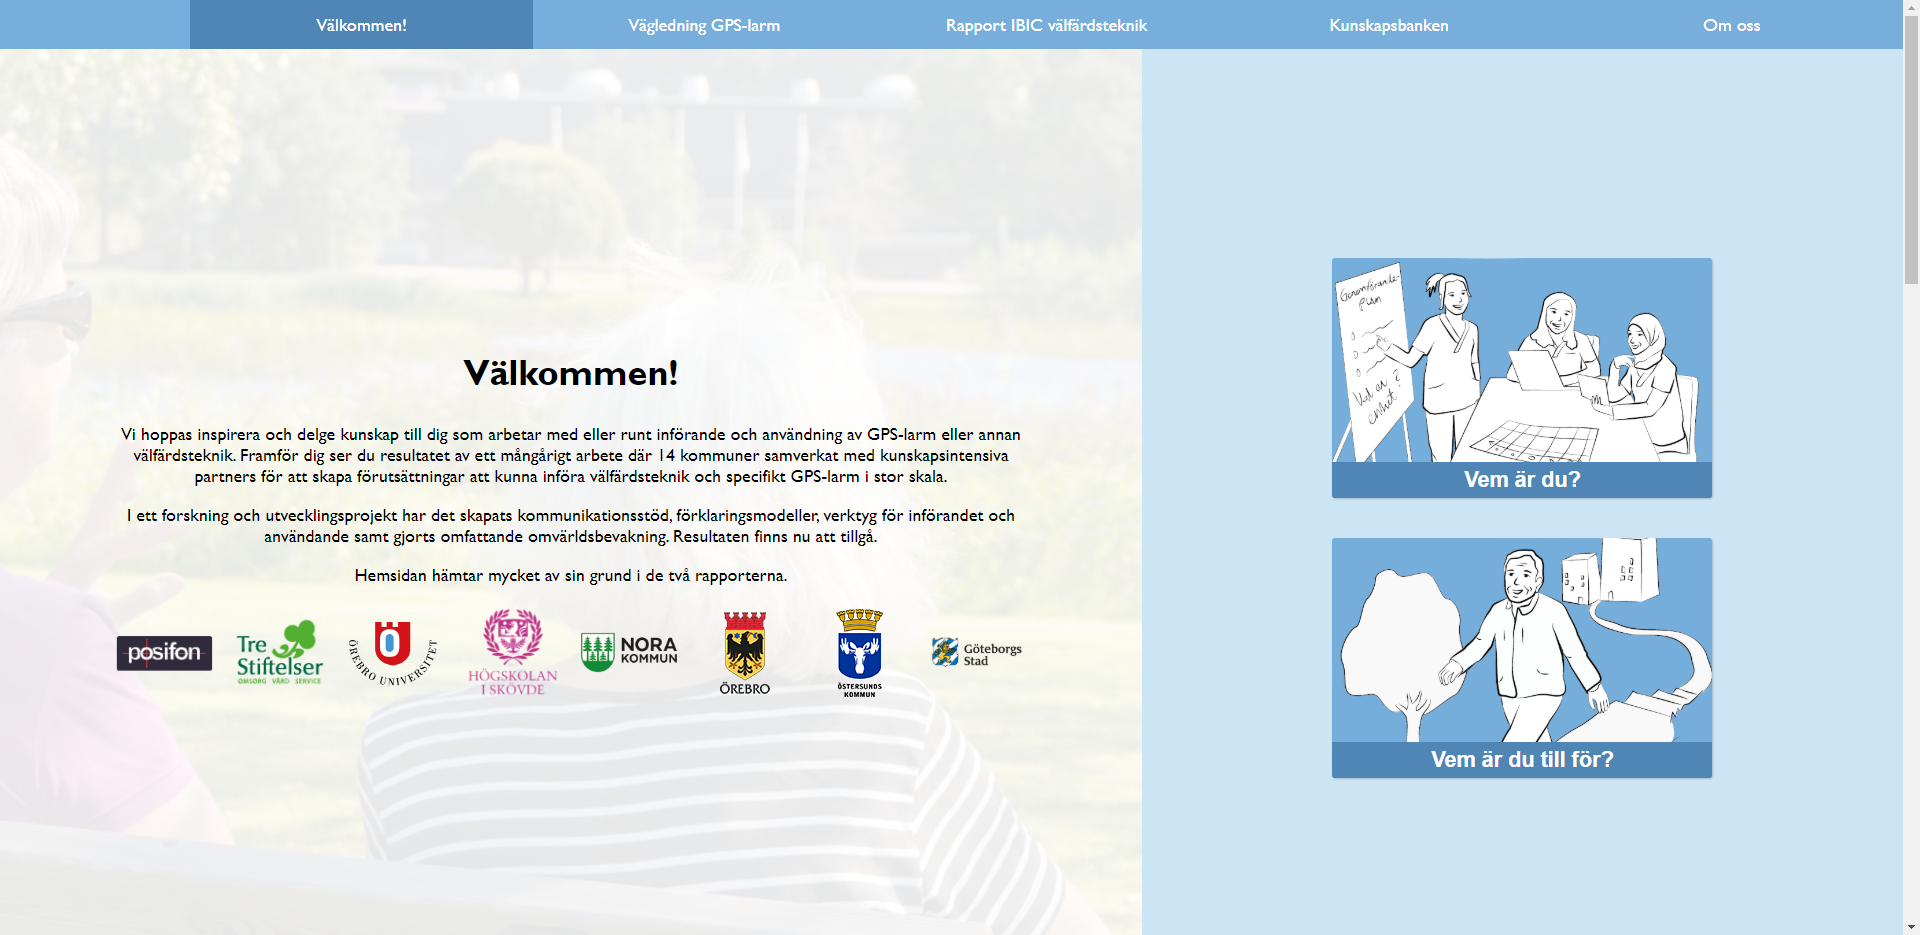 Välkommen!
Vägledning GPS-larm
Rapport IBIC välfärdsteknik
Kunskapsbanken
Om oss
Välkommen!
Vi hoppas inspirera och delge kunskap till dig som arbetar med eller runt införande och användning av GPS-larm eller annan
välfärdsteknik. Framför dig ser du resultatet av ett mångårigt arbete där 14 kommuner samverkat med kunskapsintensiva
partners för att skapa förutsättningar att kunna införa välfärdsteknik och specifikt GPS-larm i stor skala.
I ett forskning och utvecklingsprojekt har det skapats kommunikationsstöd, förklaringsmodeller, verktyg för införandet och
användande samt gjorts omfattande omvärldsbevakning. Resultaten finns nu att tillgå.
Hemsidan hämtar mycket av sin grund i de två rapporterna.
posifon
Tre
Stiftelser
OMSORG VÅRD SERVICE
ÖREBRO UNIVERSITET
HÖGSKOLAN
I SKÖVDE
NORA
KOMMUN
ÖREBRO
ÖSTERSUNDS
KOMMUN
Göteborgs
Stad
Genomförande-
plan
Vad är ?
enhet
Vem är du?
Vem är du till för?